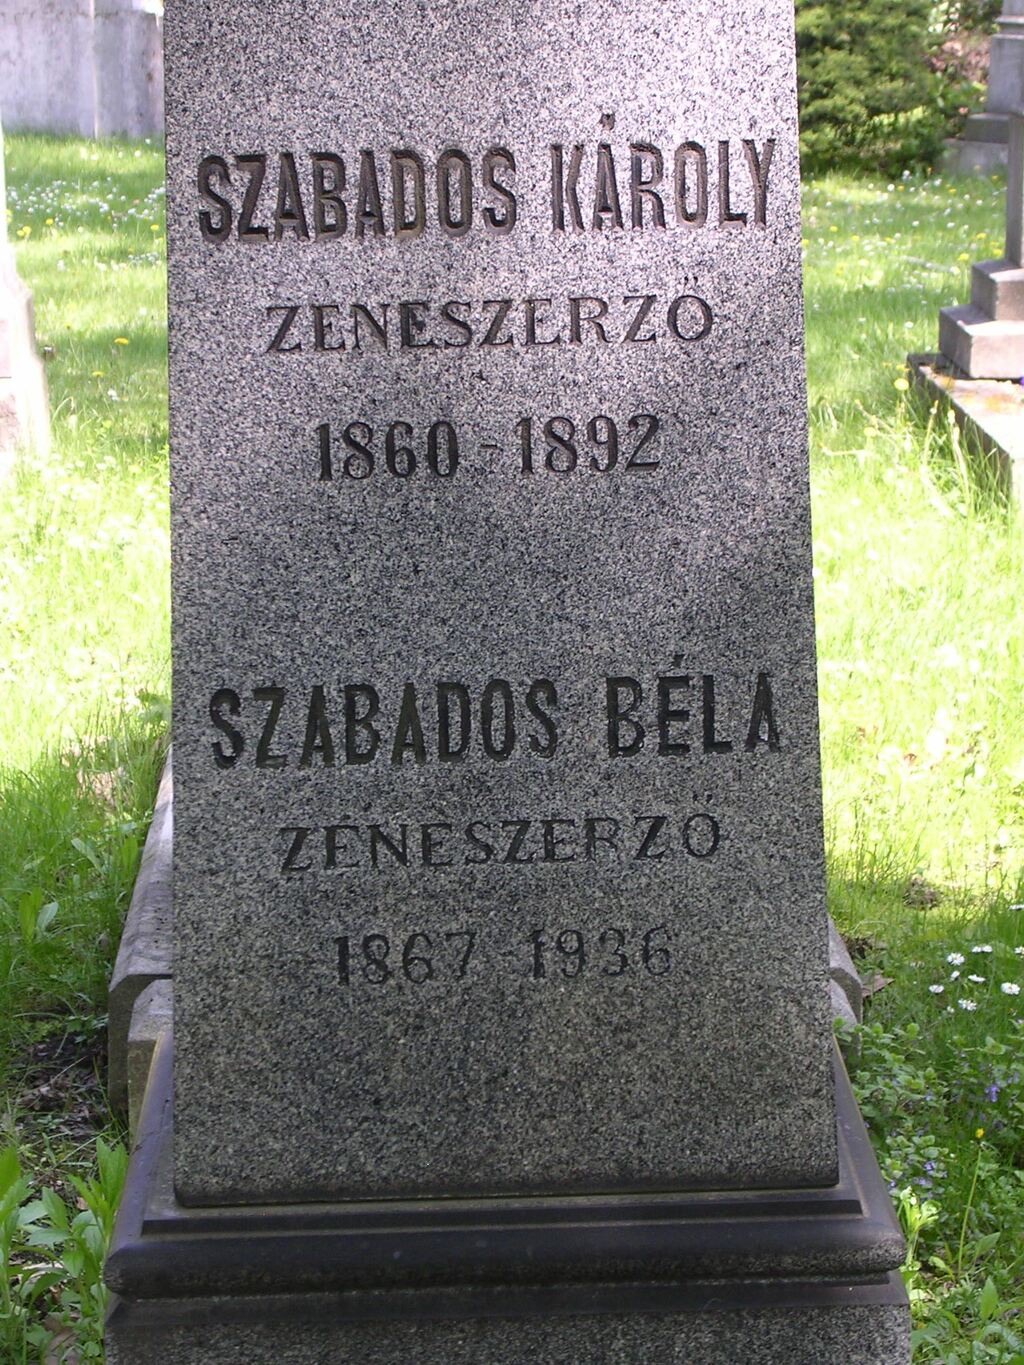 SZABADOS KÁROLY
ZENESZERZŐ
1860-1892
SZABADOS BÉLA
ZENESZERZŐ
1867-1936